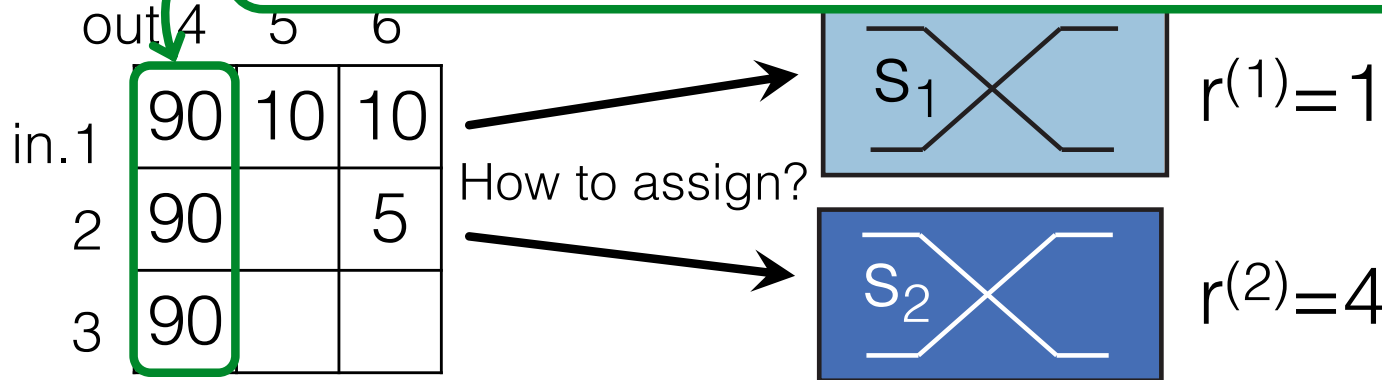 out 4 5 6
in.1 90 10 10
2 90 5
3 90
How to assign?
S1
r(1)=1
S2
r(2)=4